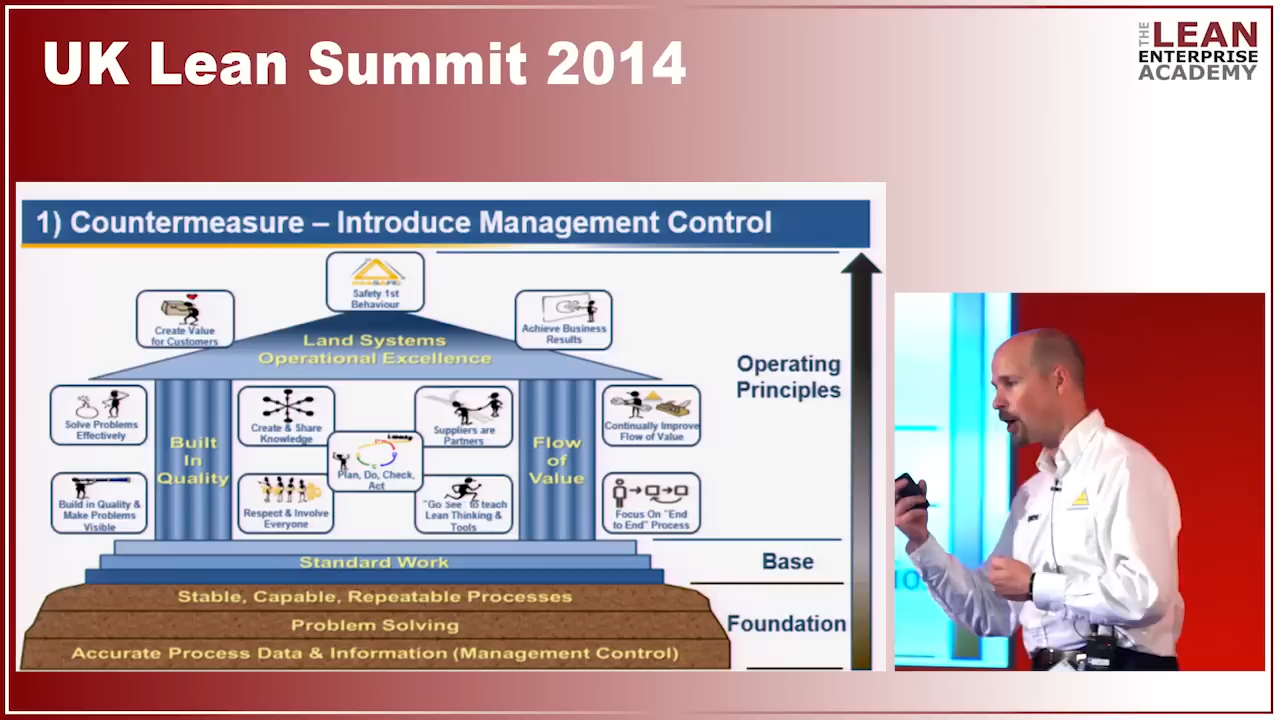 UK Lean Summit 2014
THE
LEAN
ENTERPRISE
ACADEMY
1) Countermeasure – Introduce Management Control
Safety 1st
Behaviour
Create Value
for Customers
Achieve Business
Results
Land Systems
Operational Excellence
Operating
Principles
Solve Problems
Effectively
Create & Share
Knowledge
Suppliers are
Partners
Continually Improve
Flow of Value
Built
In
Quality
Plan, Do, Check,
Act
Flow
of
Value
Build in Quality &
Make Problems
Visible
Respect & Involve
Everyone
"Go See" to teach
Lean Thinking &
Tools
Focus On "End
to End" Process
Standard Work
Base
Stable, Capable, Repeatable Processes
Problem Solving
Foundation
Accurate Process Data & Information (Management Control)